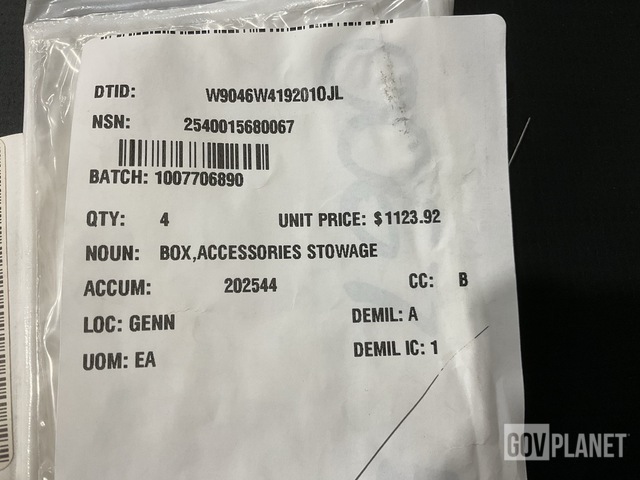 DTID: W9046W4192010JL
NSN: 2540015680067
BATCH: 1007706890
QTY: 4 UNIT PRICE: $1123.92
NOUN: BOX,ACCESSORIES STOWAGE
ACCUM: 202544 CC: B
LOC: GENN DEMIL: A
UOM: EA DEMIL IC: 1
GOVPLANET